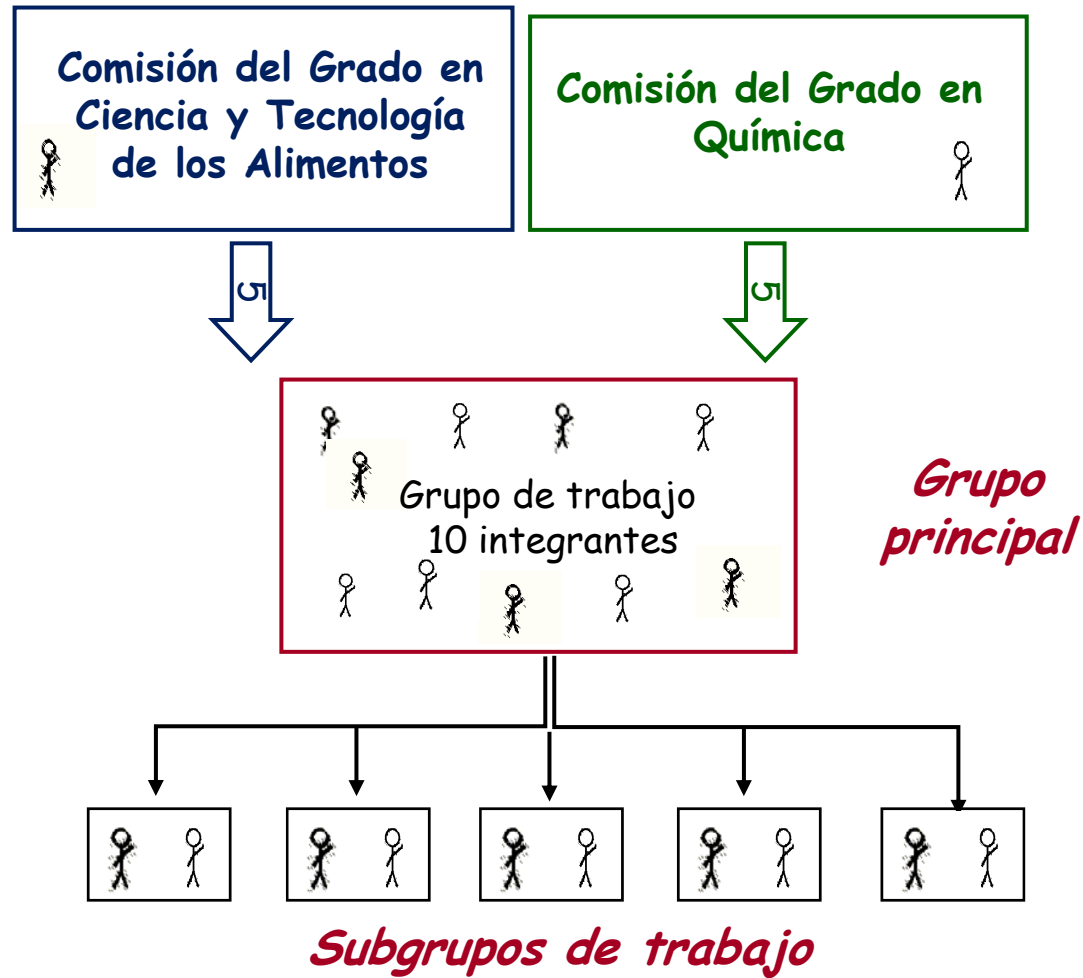 Comisión del Grado en
Ciencia y Tecnología
de los Alimentos
Comisión del Grado en
Química
5
5
Grupo de trabajo
10 integrantes
Grupo
principal
Subgrupos de trabajo